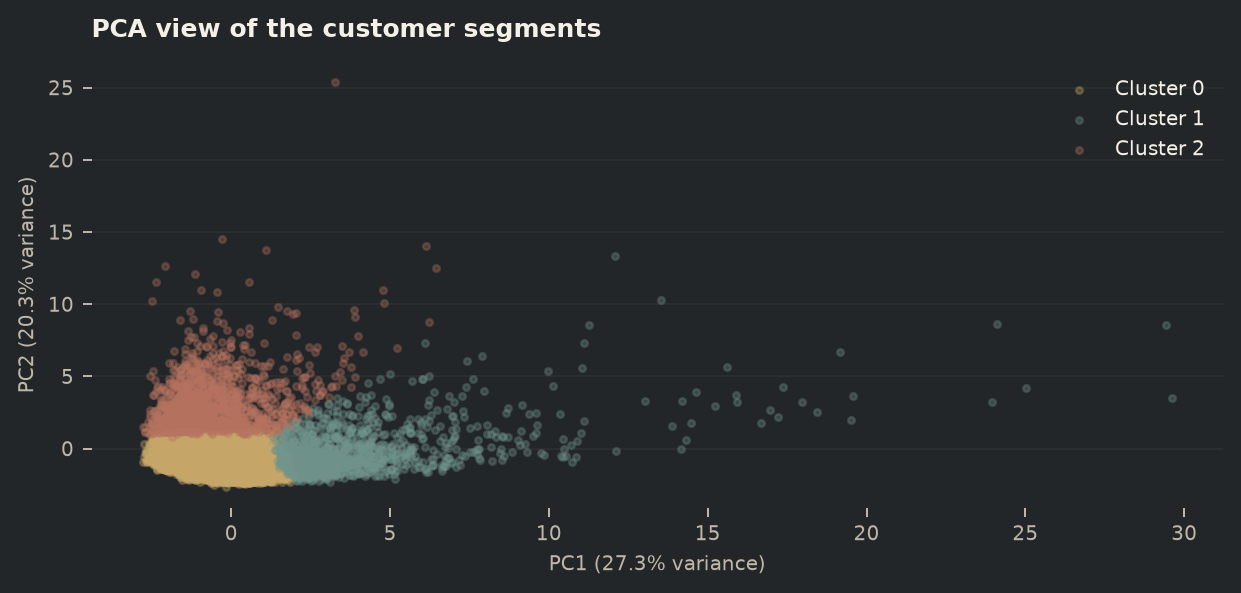 PCA view of the customer segments
Cluster 0
Cluster 1
Cluster 2
25
20
15
10
5
0
PC2 (20.3% variance)
0 5 10 15 20 25 30
PC1 (27.3% variance)